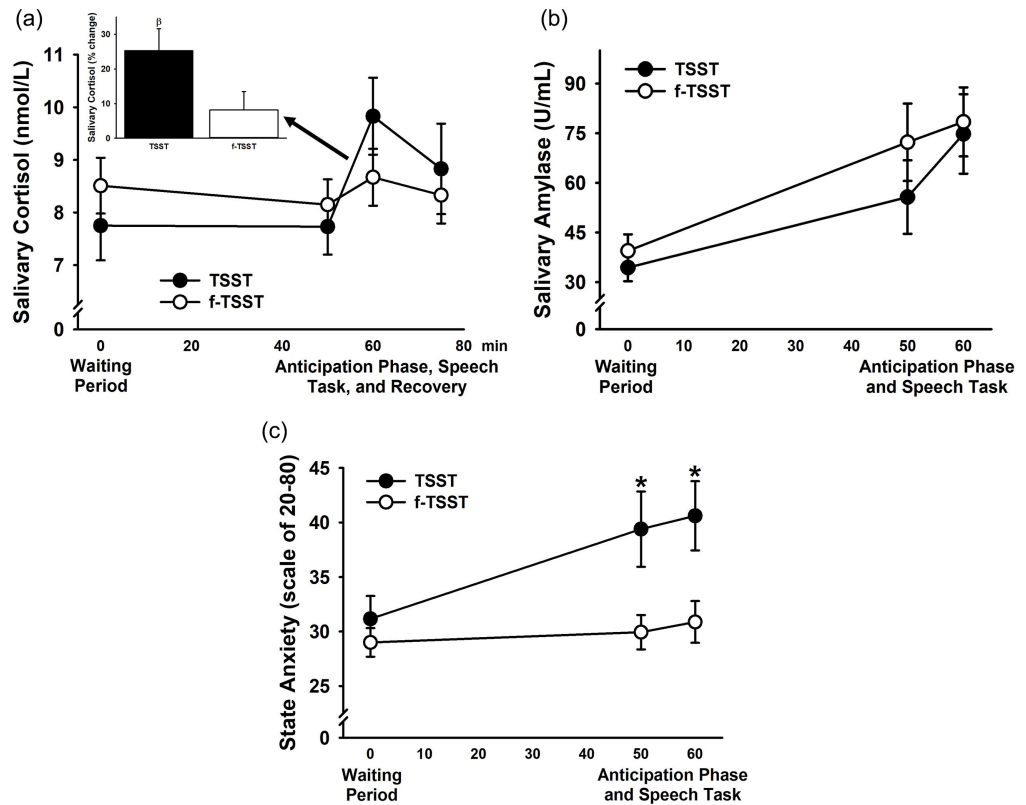 (a)
Salivary Cortisol (nmol/L)
11
10
9
8
7
0
Salivary Cortisol (% change)
30
20
10
0
β
TSST
f-TSST
TSST
f-TSST
0
20
40
60
80
min
Waiting
Period
Anticipation Phase, Speech
Task, and Recovery
(b)
Salivary Amylase (U/mL)
90
75
60
45
30
0
TSST
f-TSST
0
10
20
30
40
50
60
Waiting
Period
Anticipation Phase
and Speech Task
(c)
State Anxiety (scale of 20-80)
45
40
35
30
25
0
TSST
f-TSST
*
*
0
10
20
30
40
50
60
Waiting
Period
Anticipation Phase
and Speech Task